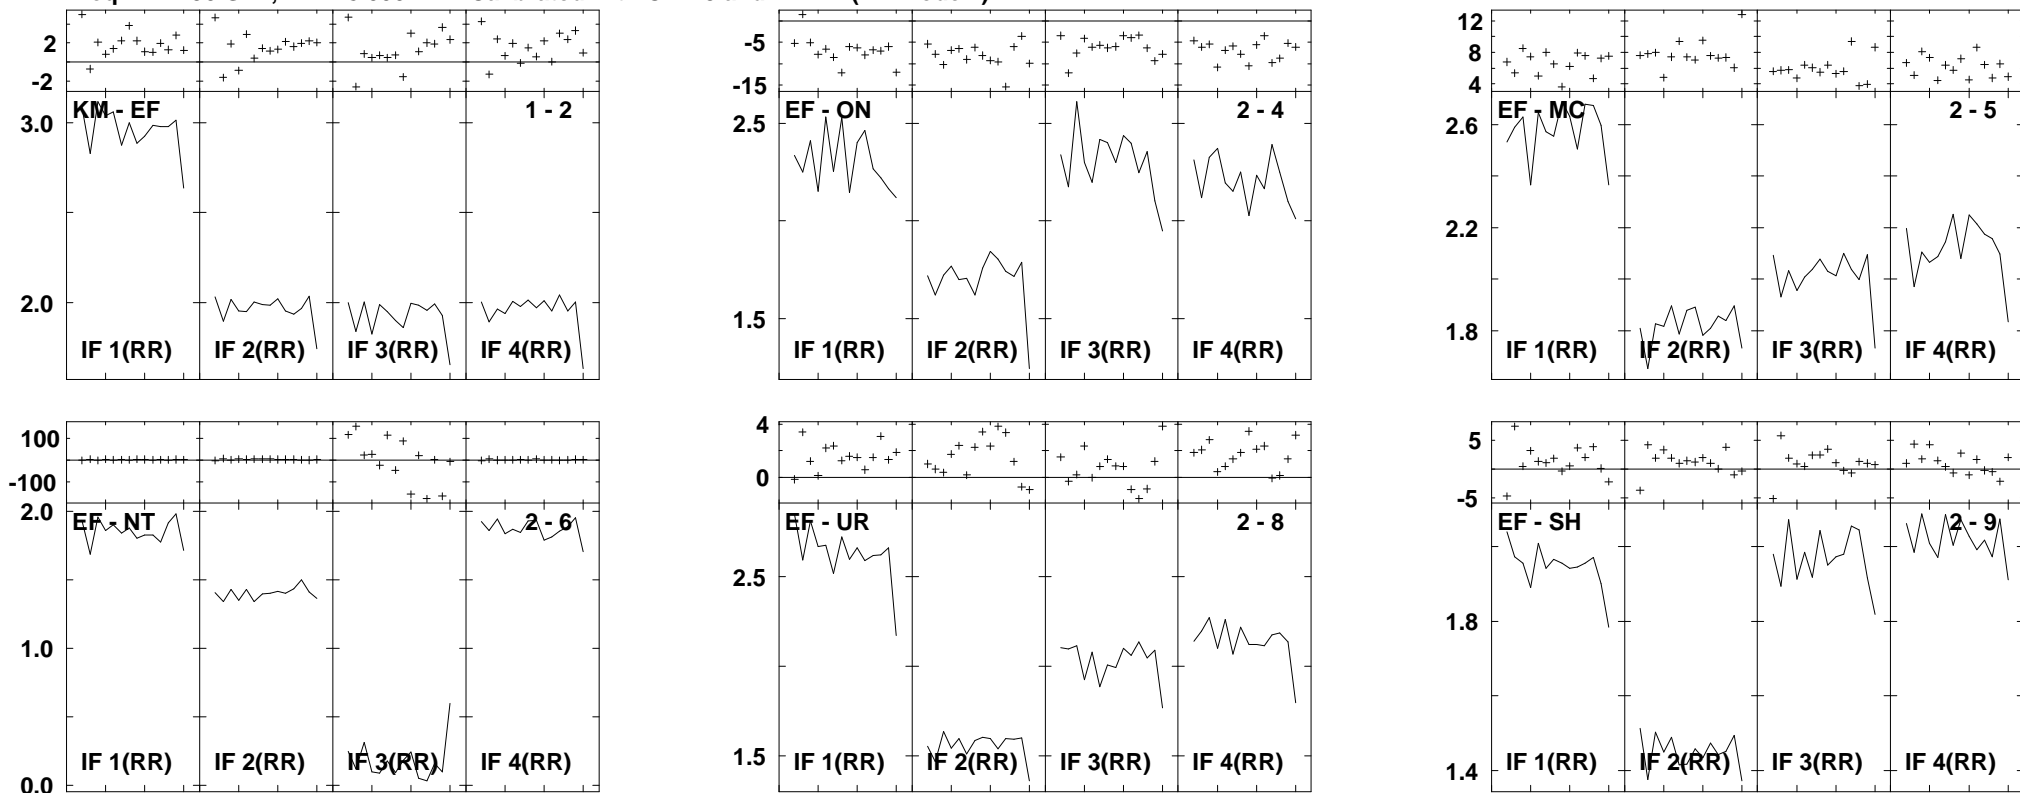 2
-2
KM - EF
1 - 2
3.0
2.0
IF 1(RR) IF 2(RR) IF 3(RR) IF 4(RR)
-5
-15
EF - ON
2 - 4
2.5
1.5
IF 1(RR) IF 2(RR) IF 3(RR) IF 4(RR)
12
8
4
EF - MC
2 - 5
2.6
2.2
1.8
IF 1(RR) IF 2(RR) IF 3(RR) IF 4(RR)
100
-100
EF - NT
2 - 6
2.0
1.0
0.0
IF 1(RR) IF 2(RR) IF 3(RR) IF 4(RR)
4
0
EF - UR
2 - 8
2.5
1.5
IF 1(RR) IF 2(RR) IF 3(RR) IF 4(RR)
5
-5
EF - SH
2 - 9
1.8
1.4
IF 1(RR) IF 2(RR) IF 3(RR) IF 4(RR)